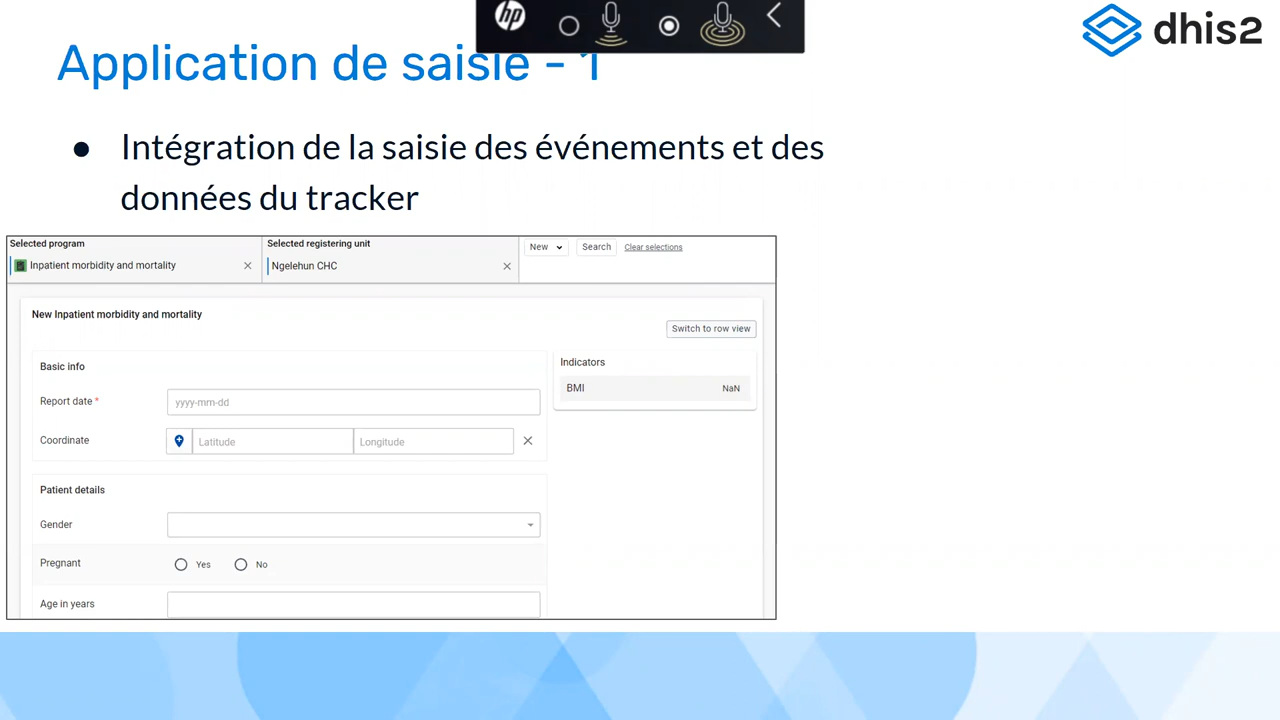 hp
dhis2
Application de saisie - 1
● Intégration de la saisie des événements et des
données du tracker
Selected program
Inpatient morbidity and mortality
Selected registering unit
Ngelehun CHC
New
Search
Clear selections
New Inpatient morbidity and mortality
Switch to row view
Basic info
Indicators
BMI NaN
Report date *
yyyy-mm-dd
Coordinate
Latitude
Longitude
Patient details
Gender
Pregnant
Yes
No
Age in years